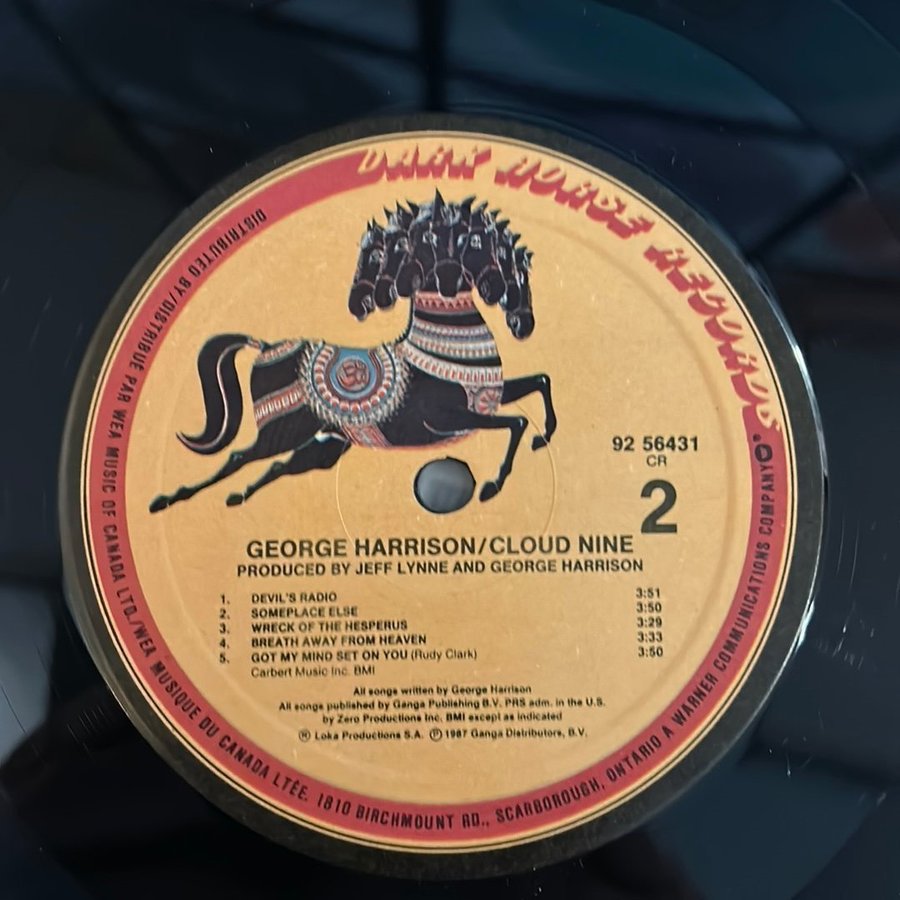 DARK HORSE RECORDS®
DISTRIBUTED BY/DISTRIBUÉ PAR WEA MUSIC OF CANADA LTD./WEA MUSIQUE DU CANADA LTÉE. 1810 BIRCHMOUNT RD., SCARBOROUGH, ONTARIO A WARNER COMMUNICATIONS COMPANY
92 56431
CR
2
GEORGE HARRISON/CLOUD NINE
PRODUCED BY JEFF LYNNE AND GEORGE HARRISON
1. DEVIL'S RADIO 3:51
2. SOMEPLACE ELSE 3:50
3. WRECK OF THE HESPERUS 3:29
4. BREATH AWAY FROM HEAVEN 3:33
5. GOT MY MIND SET ON YOU (Rudy Clark) 3:50
Carbert Music Inc. BMI
All songs written by George Harrison
All songs published by Ganga Publishing B.V. PRS adm. in the U.S.
by Zero Productions Inc. BMI except as indicated
® Loka Productions S.A. ℗ 1987 Ganga Distributors, B.V.